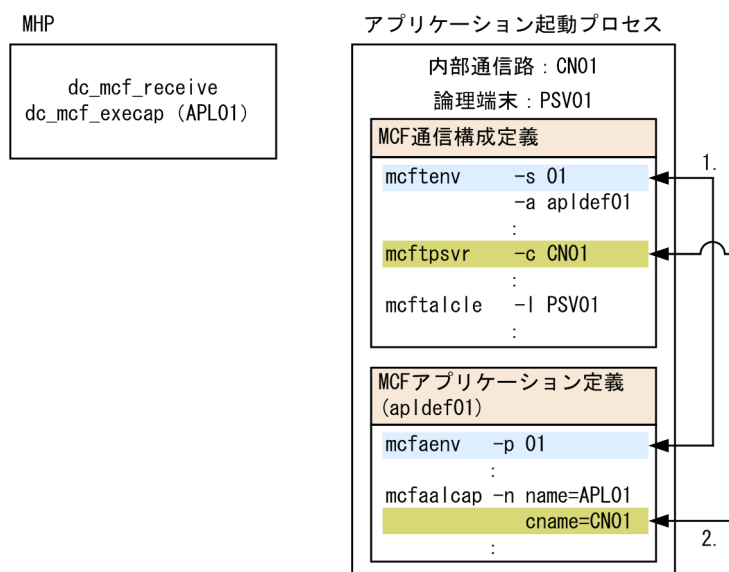 MHP
dc_mcf_receive
dc_mcf_execap (APL01)
アプリケーション起動プロセス
内部通信路：CN01
論理端末：PSV01
MCF通信構成定義
mcftenv -s 01
-a apldef01
:
mcftpsvr -c CN01
:
mcftalcle -l PSV01
:
MCFアプリケーション定義
(apldef01)
mcfaenv -p 01
:
mcfaalcap -n name=APL01
cname=CN01
:
1.
2.